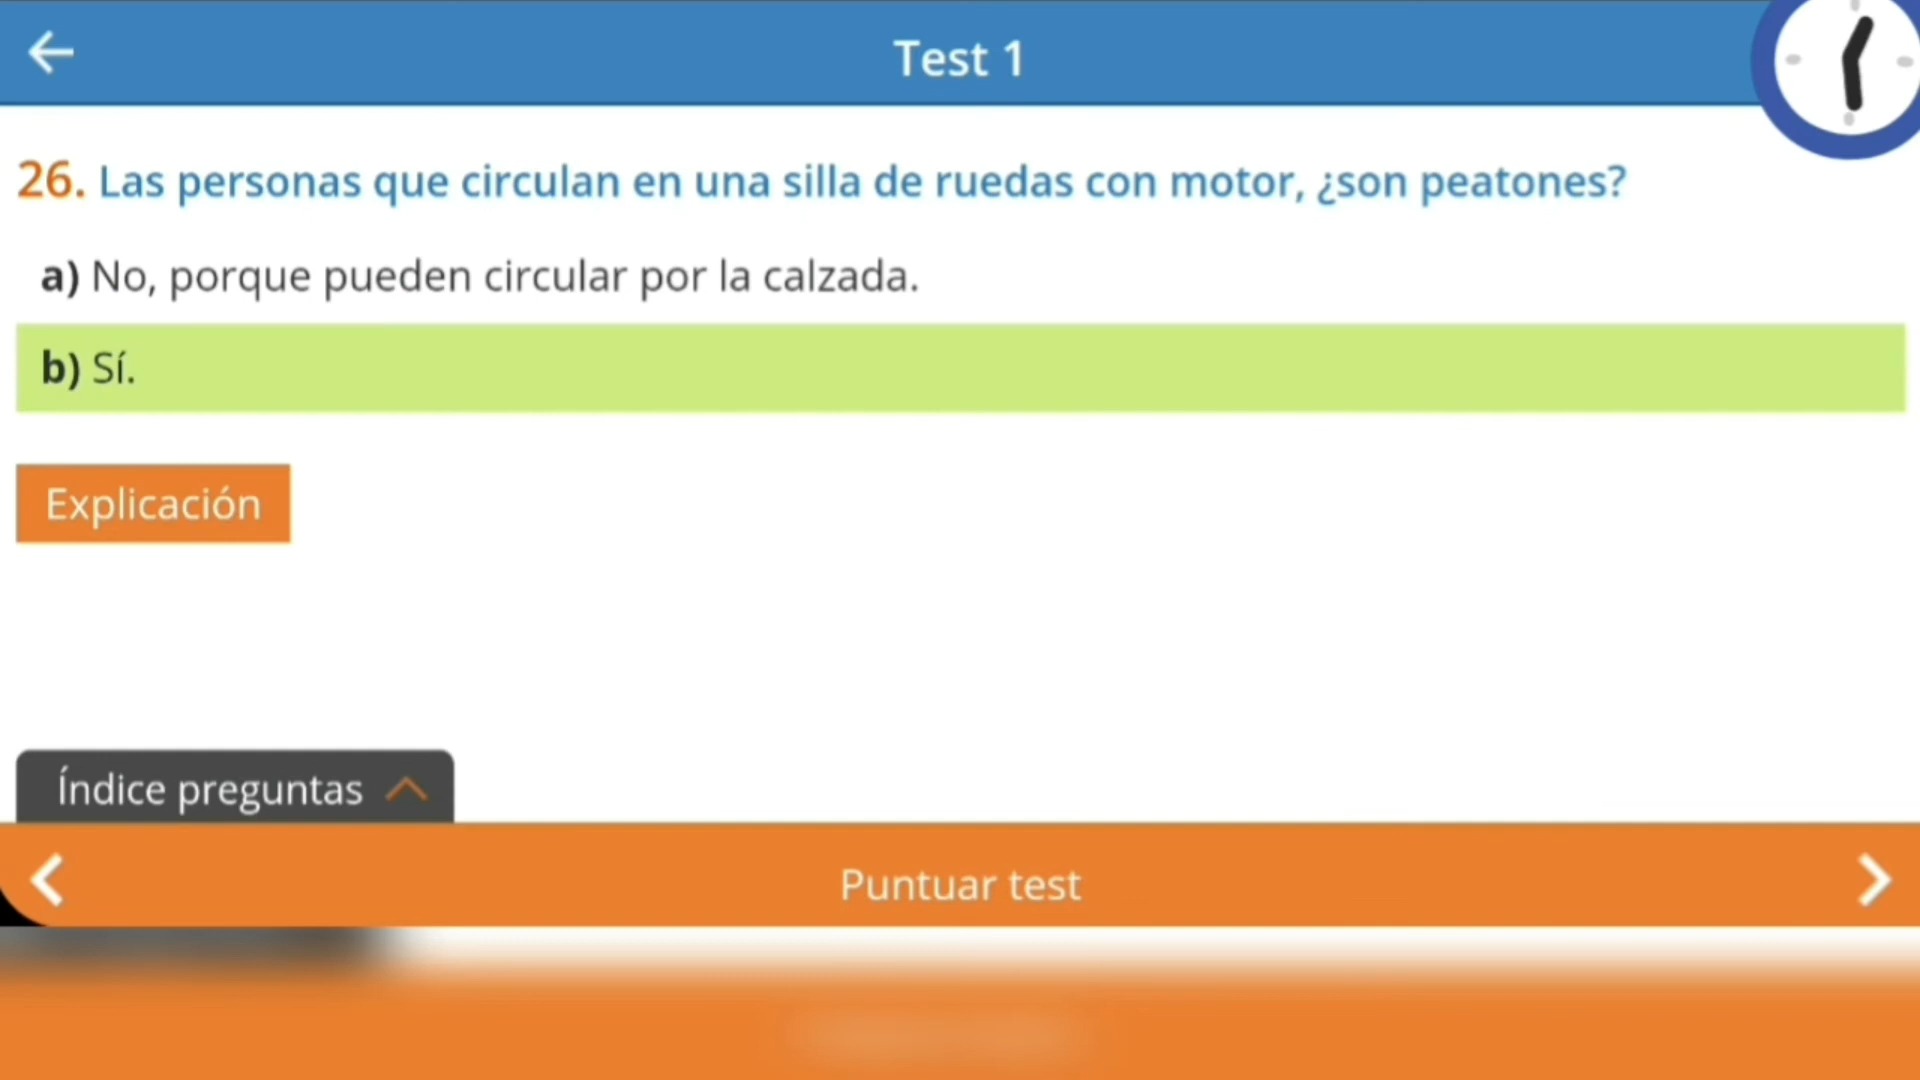 Test 1
26. Las personas que circulan en una silla de ruedas con motor, ¿son peatones?
a) No, porque pueden circular por la calzada.
b) Sí.
Explicación
Índice preguntas
Puntuar test